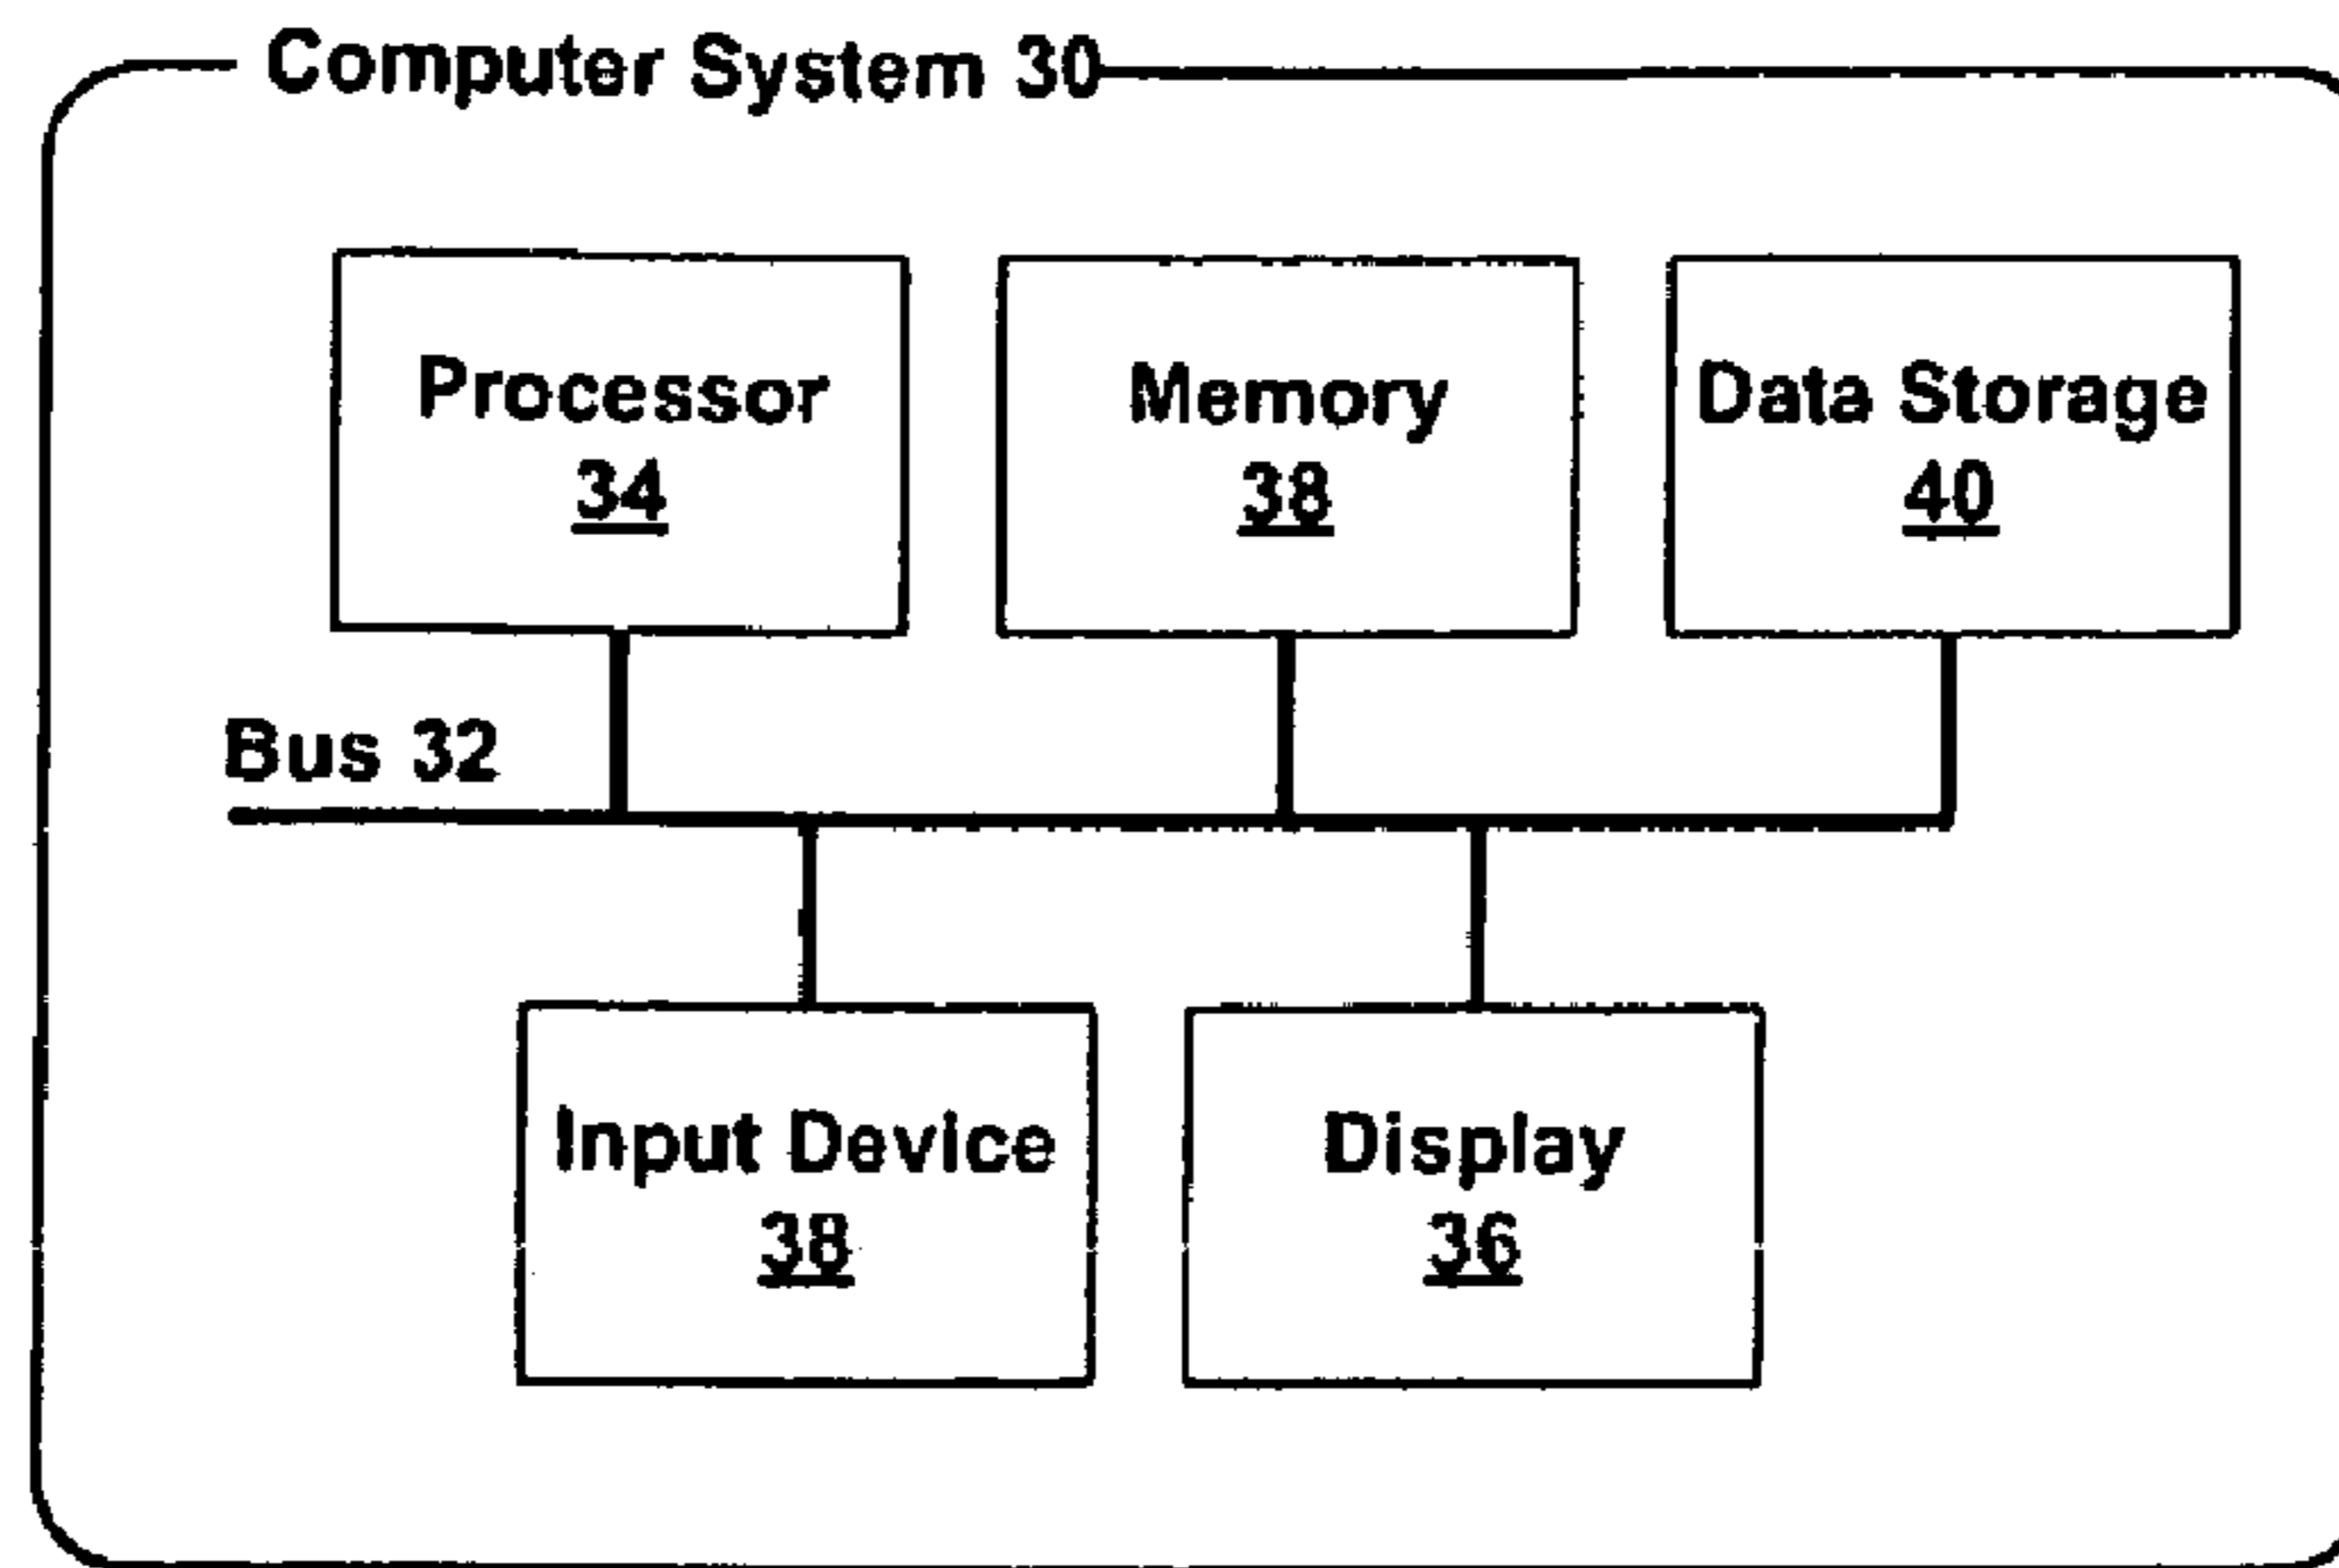 Computer System 30
Processor
34
Memory
38
Data Storage
40
Bus 32
Input Device
38
Display
36